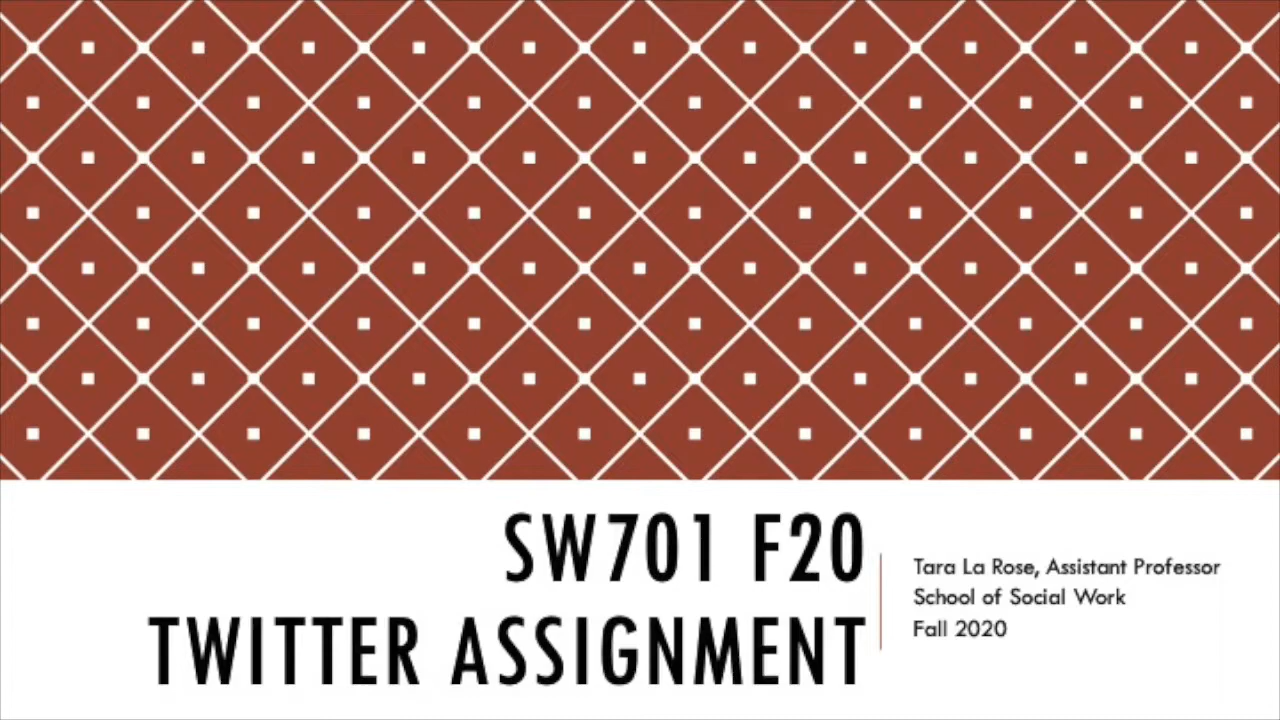 SW701 F20
TWITTER ASSIGNMENT
Tara La Rose, Assistant Professor
School of Social Work
Fall 2020